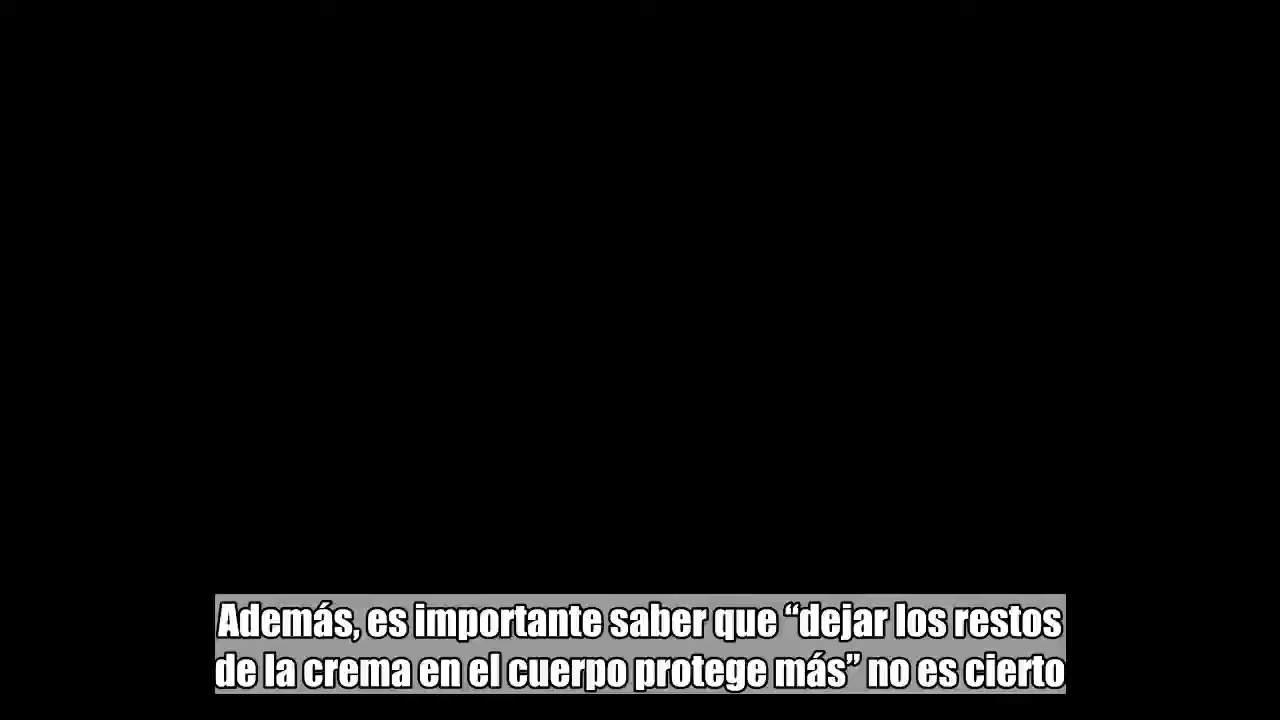 Además, es importante saber que “dejar los restos
de la crema en el cuerpo protege más” no es cierto